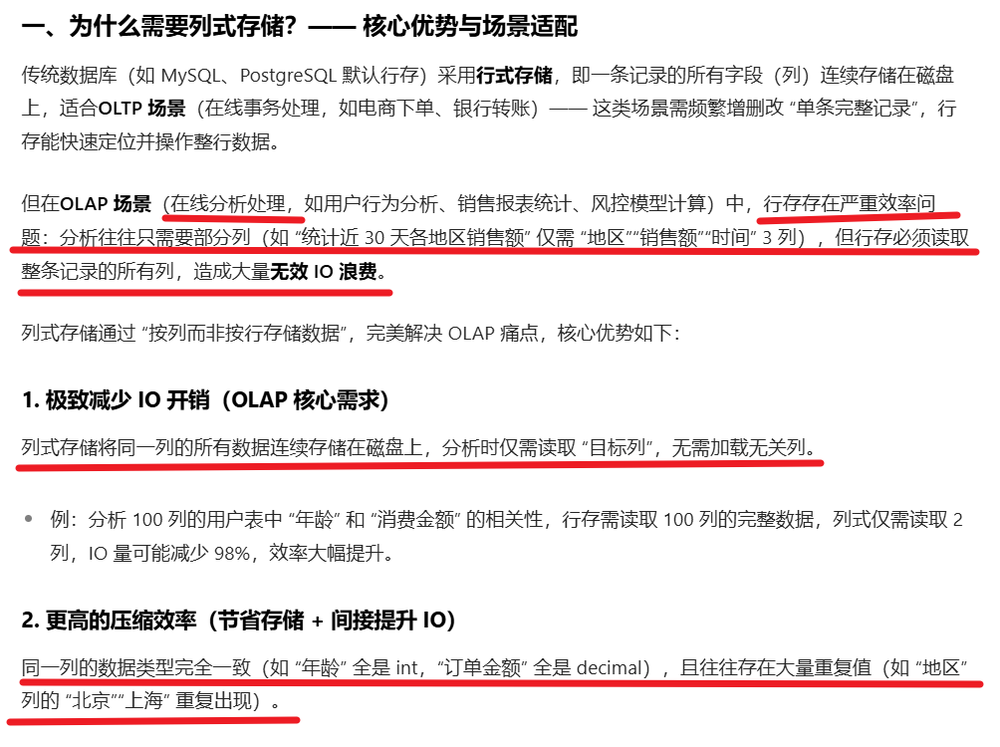 一、为什么需要列式存储？—— 核心优势与场景适配
传统数据库（如 MySQL、PostgreSQL 默认行存）采用行式存储，即一条记录的所有字段（列）连续存储在磁盘
上，适合OLTP 场景（在线事务处理，如电商下单、银行转账）—— 这类场景需频繁增删改 “单条完整记录”，行
存能快速定位并操作整行数据。
但在OLAP 场景（在线分析处理，如用户行为分析、销售报表统计、风控模型计算）中，行存存在严重效率问
题：分析往往只需要部分列（如 “统计近 30 天各地区销售额” 仅需 “地区”“销售额”“时间” 3 列），但行存必须读取
整条记录的所有列，造成大量无效 IO 浪费。
列式存储通过 “按列而非按行存储数据”，完美解决 OLAP 痛点，核心优势如下：
1. 极致减少 IO 开销（OLAP 核心需求）
列式存储将同一列的所有数据连续存储在磁盘上，分析时仅需读取 “目标列”，无需加载无关列。
• 例：分析 100 列的用户表中 “年龄” 和 “消费金额” 的相关性，行存需读取 100 列的完整数据，列式仅需读取 2
列，IO 量可能减少 98%，效率大幅提升。
2. 更高的压缩效率（节省存储 + 间接提升 IO）
同一列的数据类型完全一致（如 “年龄” 全是 int，“订单金额” 全是 decimal），且往往存在大量重复值（如 “地区”
列的 “北京”“上海” 重复出现）。